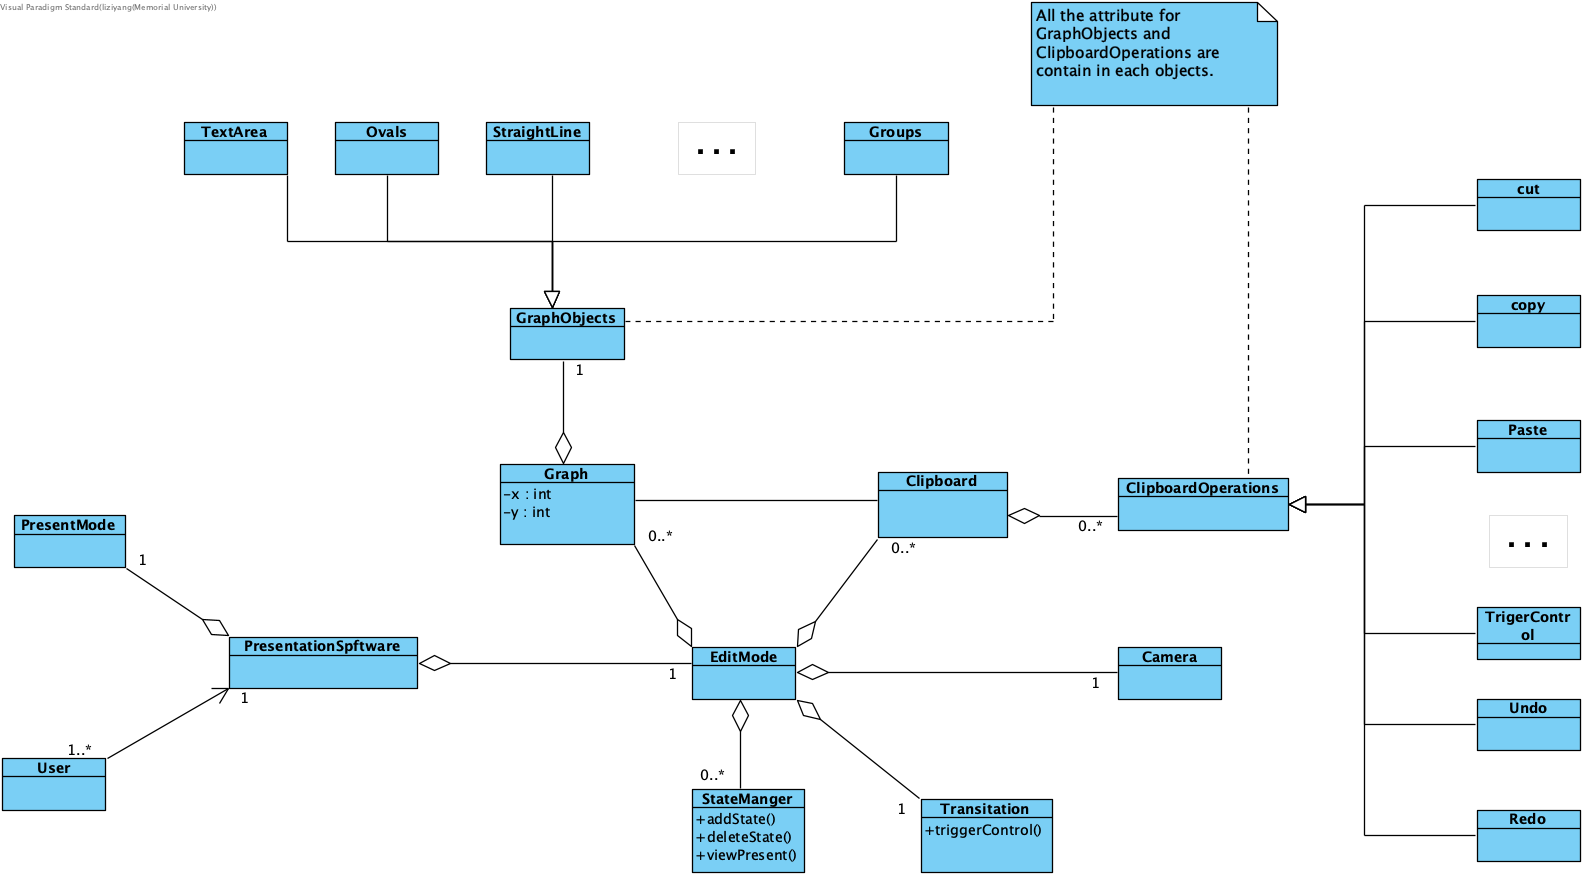 Visual Paradigm Standard(liziyang(Memorial University))
All the attribute for
GraphObjects and
ClipboardOperations are
contain in each objects.
TextArea
Ovals
StraightLine
...
Groups
cut
copy
GraphObjects
1
Paste
Graph
-x : int
-y : int
Clipboard
ClipboardOperations
0..*
0..*
0..*
...
PresentMode
1
TrigerContr
ol
PresentationSpftware
1
EditMode
1
Camera
1
Undo
1..*
User
0..*
StateManger
+addState()
+deleteState()
+viewPresent()
1
Transitation
+triggerControl()
Redo